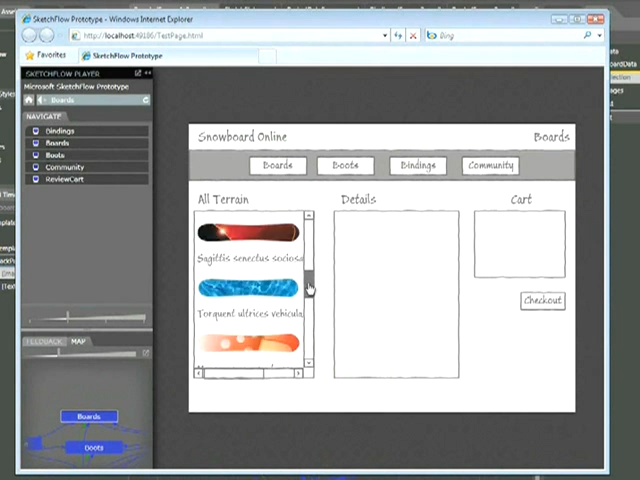 SketchFlow Prototype - Windows Internet Explorer
http://localhost:49186/TestPage.html
Bing
Favorites
SketchFlow Prototype
SKETCHFLOW PLAYER
Microsoft SketchFlow Prototype
Boards
NAVIGATE
Bindings
Boards
Boots
Community
ReviewCart
FEEDBACK MAP
Boards
Boots
Snowboard Online
Boards
Boards Boots Bindings Community
All Terrain Details Cart
Sagittis senectus sociosa
Torquent ultrices vehicula
Checkout